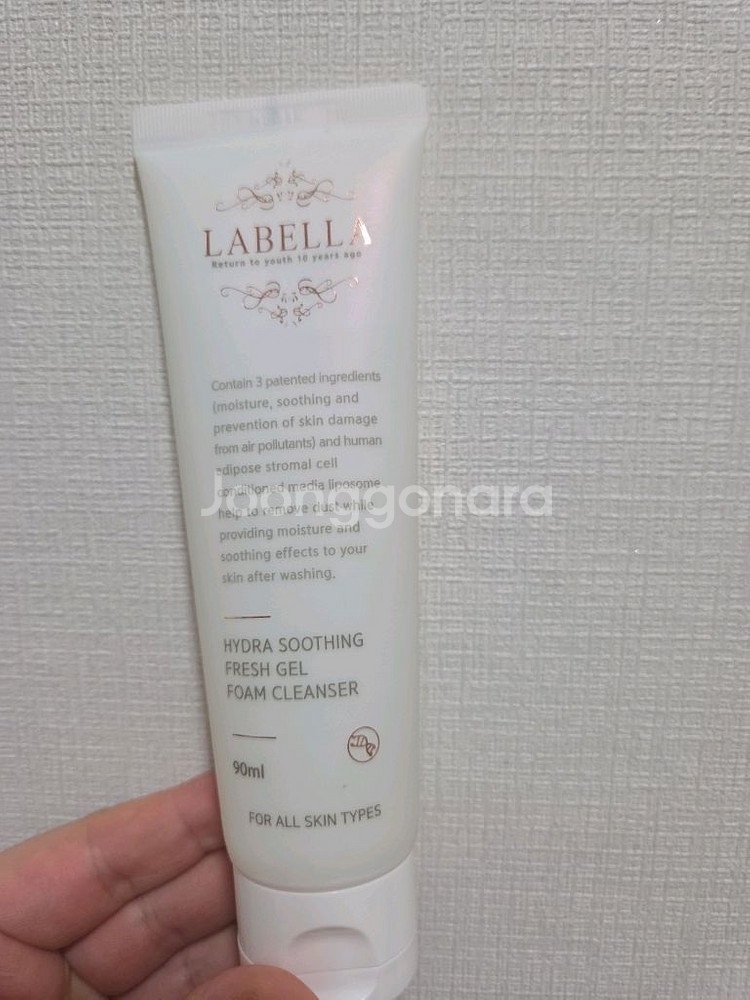 LABELLA
Return to youth 10 years ago
Contain 3 patented ingredients
(moisture, soothing and
prevention of skin damage
from air pollutants) and human
adipose stromal cell
conditioned media liposome
help to remove dust while
providing moisture and
soothing effects to your
skin after washing.
Joonggonara
HYDRA SOOTHING
FRESH GEL
FOAM CLEANSER
90ml
FOR ALL SKIN TYPES